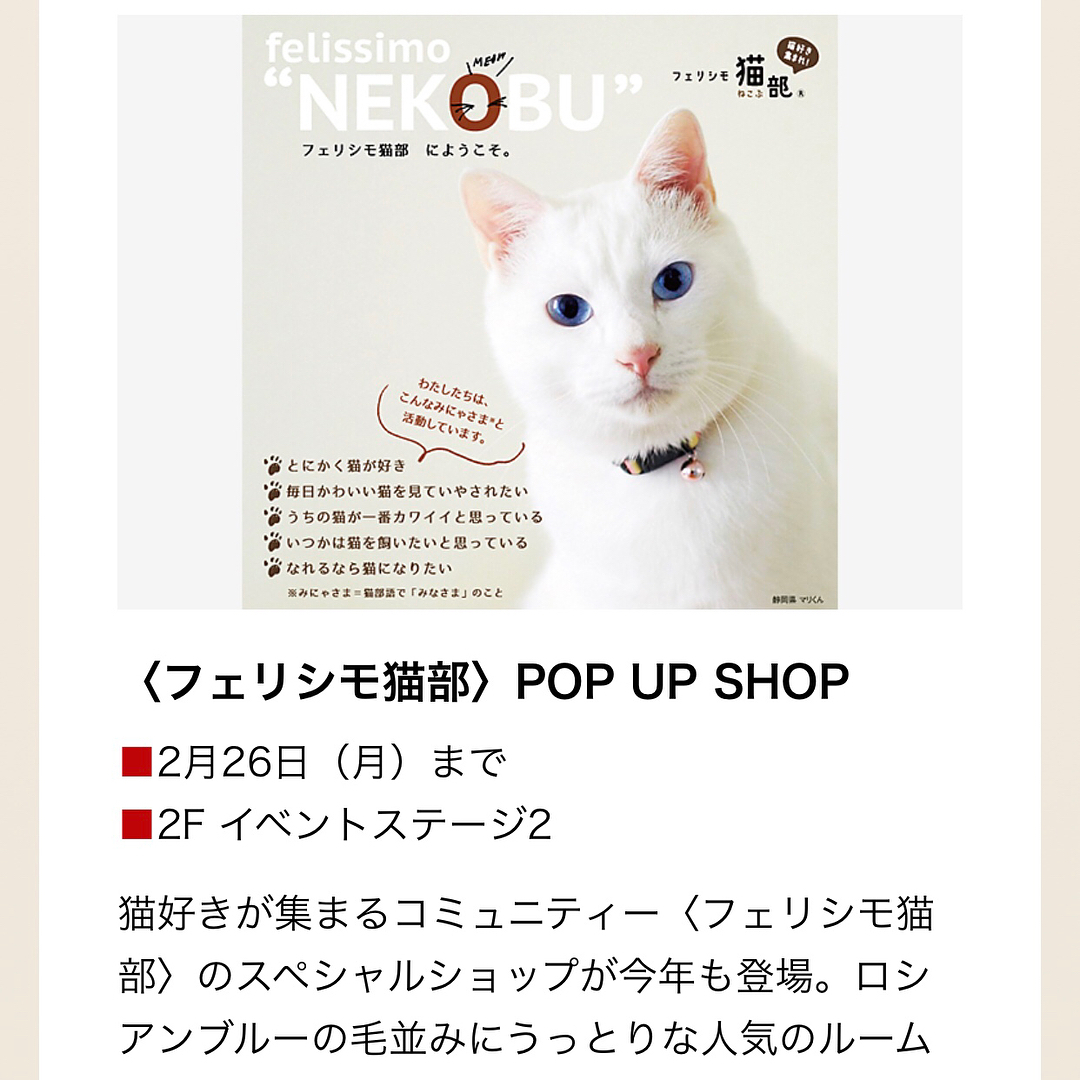 felissimo
"NEKOBU"
MEOW
フェリシモ猫部 にようこそ。
フェリシモ 猫部®
ねこぶ
猫好き
集まれ!
わたしたちは、
こんなみにゃさま※と
活動しています。
とにかく猫が好き
毎日かわいい猫を見ていやされたい
うちの猫が一番カワイイと思っている
いつかは猫を飼いたいと思っている
なれるなら猫になりたい
※みにゃさま=猫部語で「みなさま」のこと
静岡県 マリくん
〈フェリシモ猫部〉POP UP SHOP
■2月26日（月）まで
■2F イベントステージ2
猫好きが集まるコミュニティー〈フェリシモ猫
部〉のスペシャルショップが今年も登場。ロシ
アンブルーの毛並みにうっとりな人気のルーム